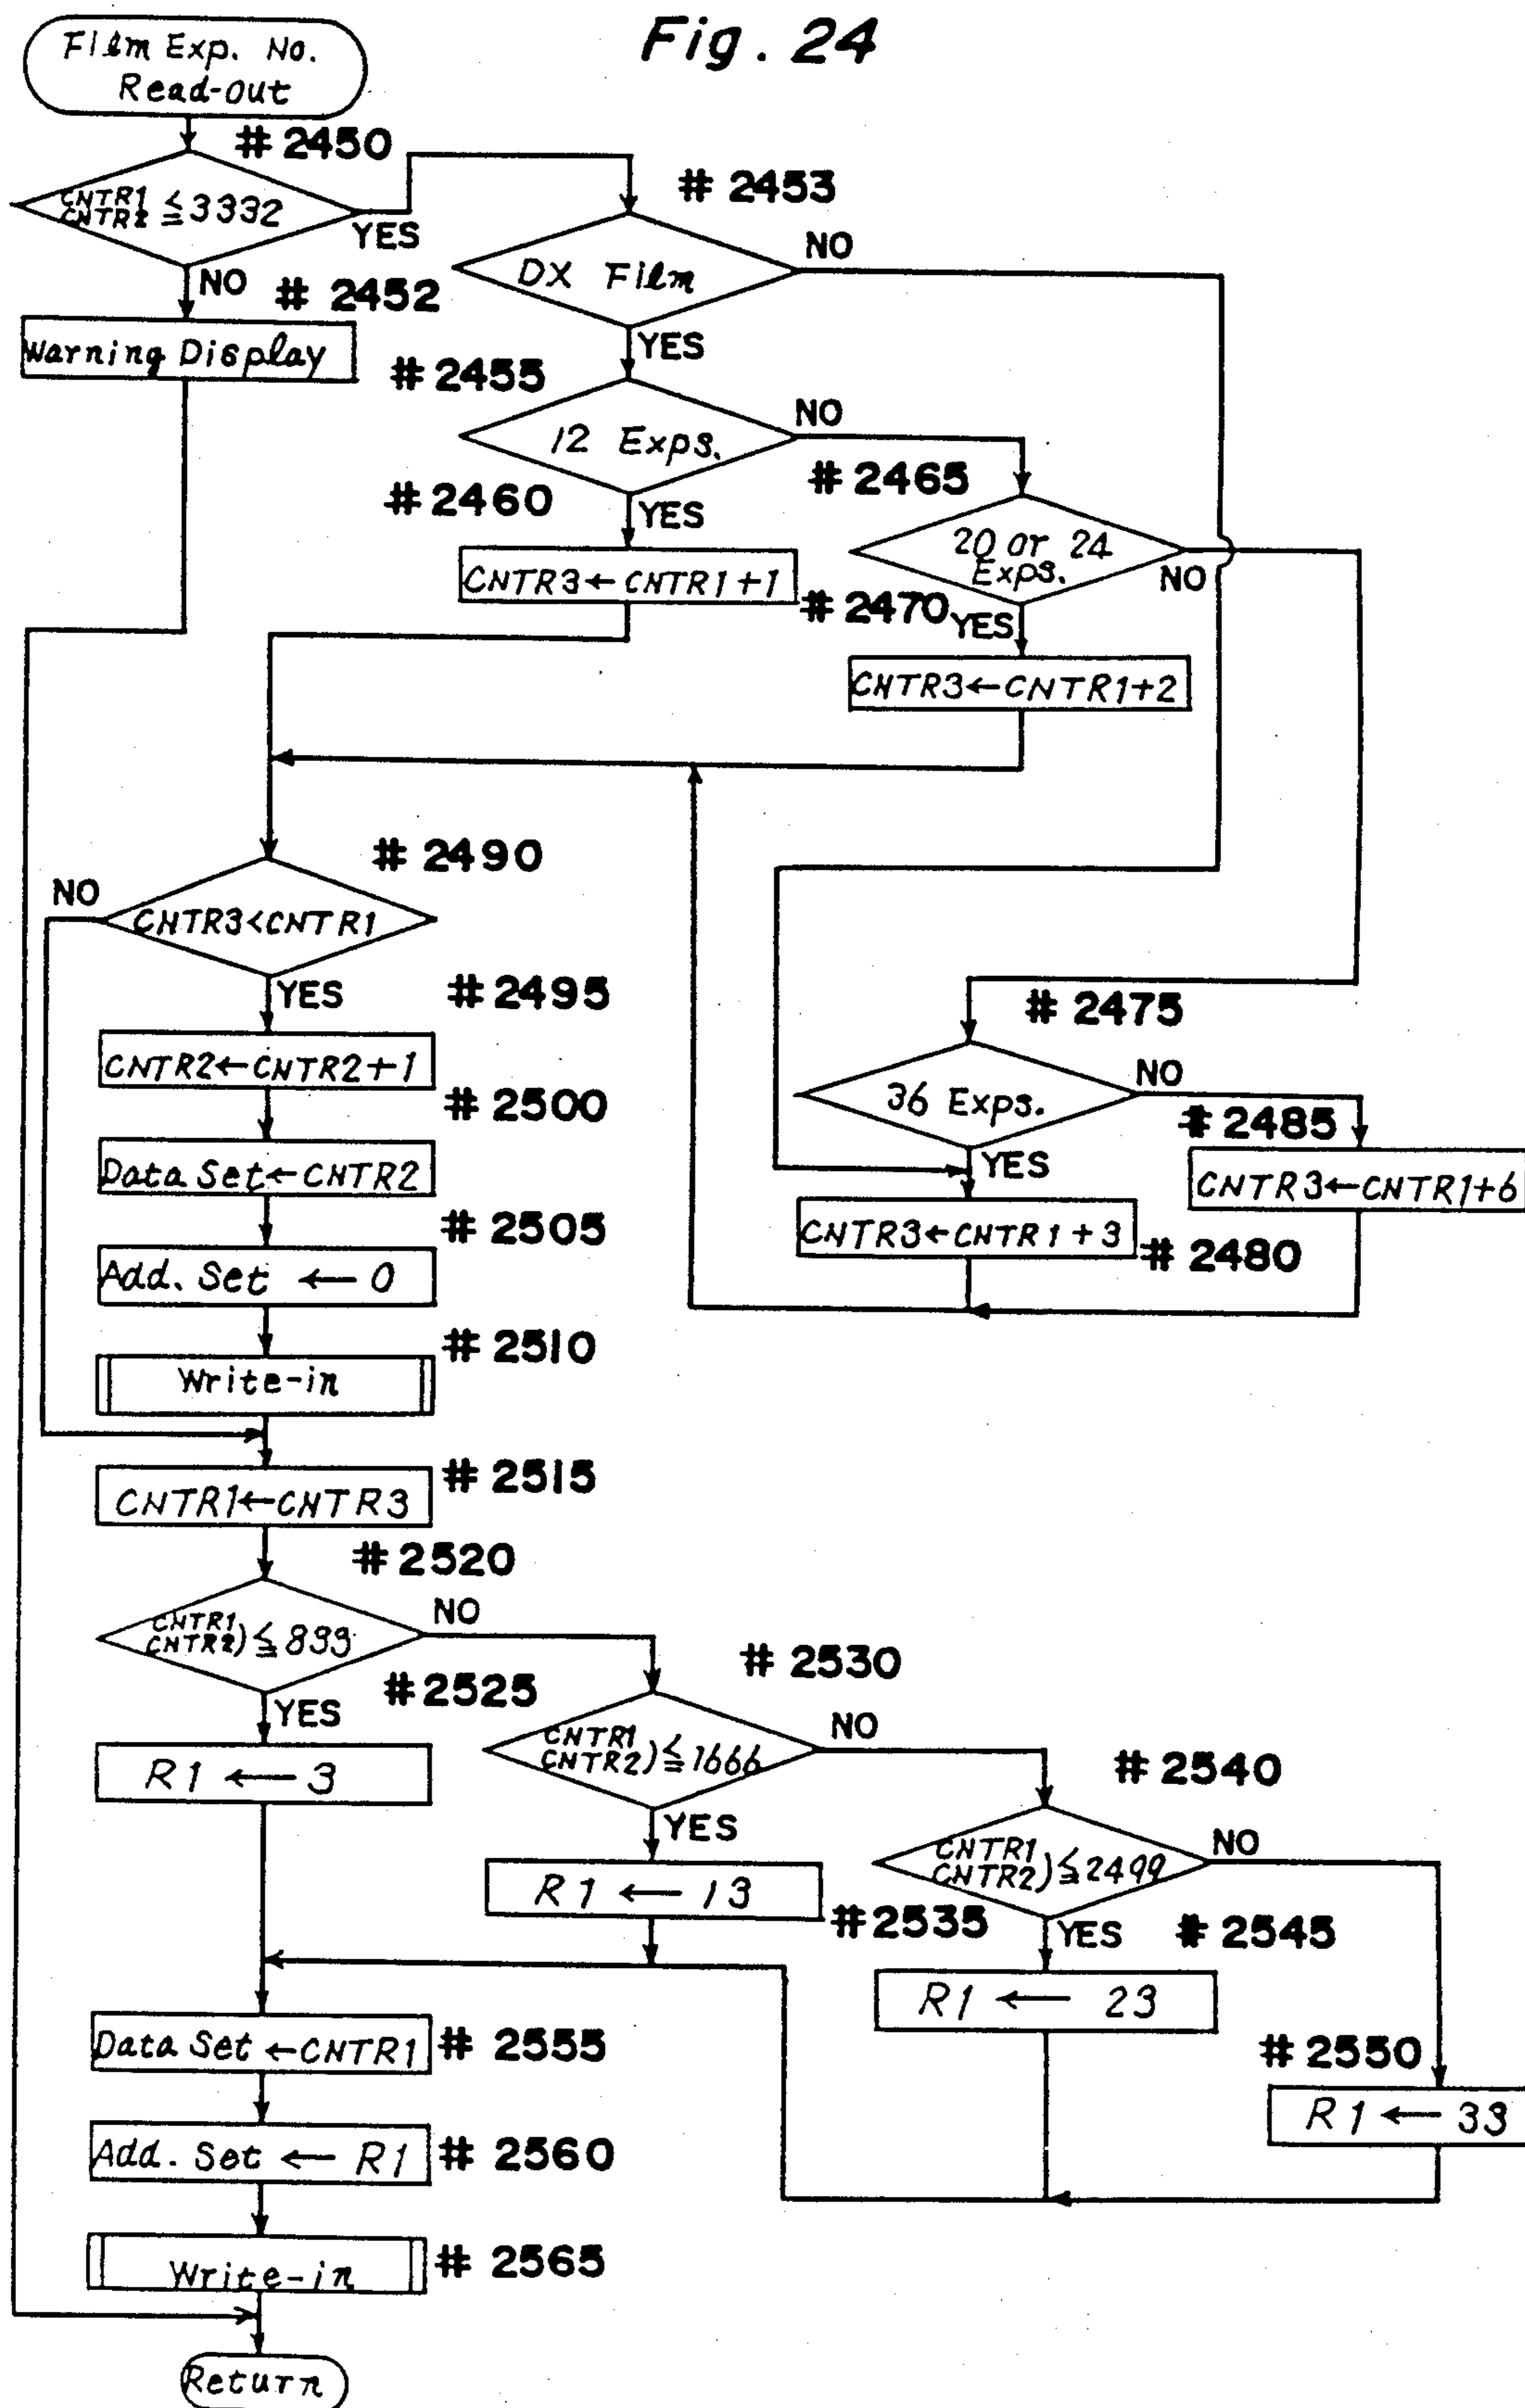 Fig. 24
Film Exp. No.
Read-out
# 2450
CNTR1
CNTR2 ≦ 3332
YES
NO
# 2452
Warning Display
# 2453
DX Film
NO
YES
# 2455
12 Exps.
NO
YES
# 2460
CNTR3 ← CNTR1+1
# 2465
20 or 24
Exps.
NO
YES
# 2470
CNTR3 ← CNTR1+2
# 2490
CNTR3 < CNTR1
NO
YES
# 2475
36 Exps.
NO
YES
# 2485
CNTR3 ← CNTR1+6
CNTR3 ← CNTR1+3
# 2480
# 2495
CNTR2 ← CNTR2+1
# 2500
Data Set ← CNTR2
# 2505
Add. Set ← 0
# 2510
Write-in
# 2515
CNTR1 ← CNTR3
# 2520
CNTR1
CNTR2) ≦ 833
NO
YES
# 2525
R1 ← 3
# 2530
CNTR1
CNTR2) ≦ 1666
NO
YES
R1 ← 13
# 2535
# 2540
CNTR1
CNTR2) ≦ 2499
NO
YES
# 2545
R1 ← 23
# 2550
R1 ← 33
Data Set ← CNTR1
# 2555
Add. Set ← R1
# 2560
Write-in
# 2565
Return